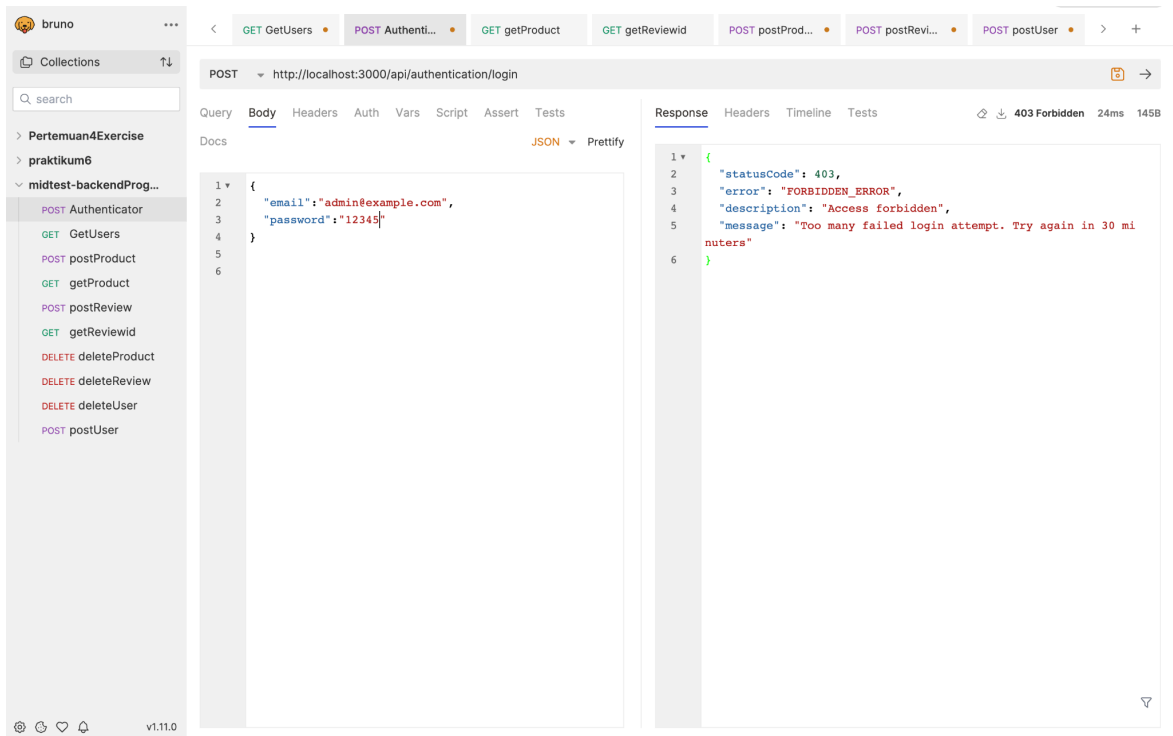 bruno
Collections
search
Pertemuan4Exercise
praktikum6
midtest-backendProg...
POST Authenticator
GET GetUsers
POST postProduct
GET getProduct
POST postReview
GET getReviewid
DELETE deleteProduct
DELETE deleteReview
DELETE deleteUser
POST postUser
v1.11.0
GET GetUsers POST Authenti... GET getProduct GET getReviewid POST postProd... POST postRevi... POST postUser
POST http://localhost:3000/api/authentication/login
Query Body Headers Auth Vars Script Assert Tests
Docs JSON Prettify
1 {
2 "email":"admin@example.com",
3 "password":"12345"
4 }
5
6
Response Headers Timeline Tests 403 Forbidden 24ms 145B
1 {
2 "statusCode": 403,
3 "error": "FORBIDDEN_ERROR",
4 "description": "Access forbidden",
5 "message": "Too many failed login attempt. Try again in 30 mi
nuters"
6 }